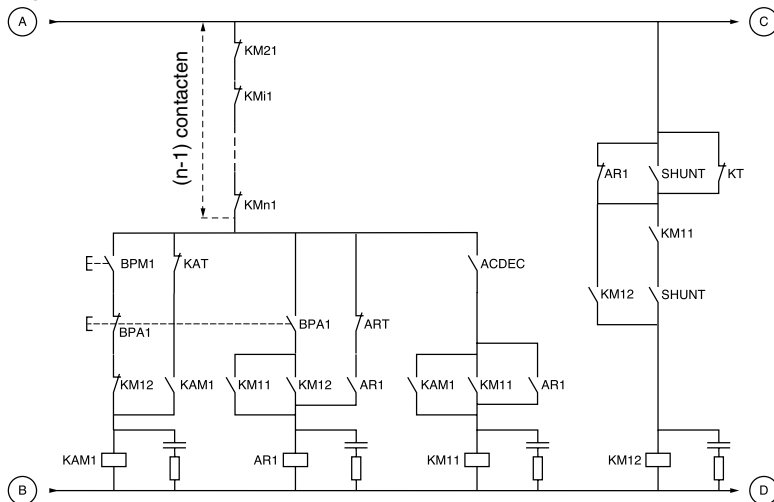 A
C
KM21
KMi1
(n-1) contacten
AR1
SHUNT
KT
KMn1
KM11
BPM1
KAT
ACDEC
KM12
SHUNT
BPA1
BPA1
ART
KM12
KAM1
KM11
KM12
AR1
KAM1
KM11
AR1
KAM1
AR1
KM11
KM12
B
D